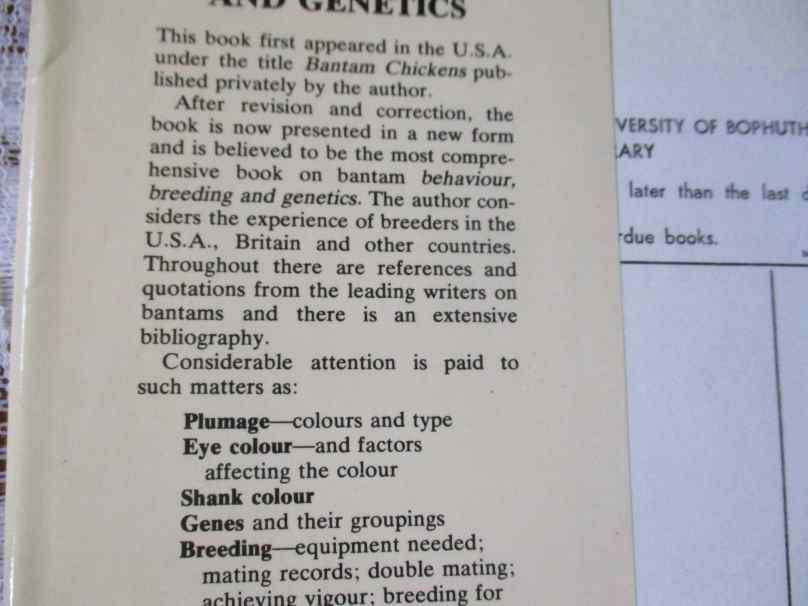 AND GENETICS
This book first appeared in the U.S.A.
under the title Bantam Chickens pub-
lished privately by the author.
After revision and correction, the
book is now presented in a new form
and is believed to be the most compre-
hensive book on bantam behaviour,
breeding and genetics. The author con-
siders the experience of breeders in the
U.S.A., Britain and other countries.
Throughout there are references and
quotations from the leading writers on
bantams and there is an extensive
bibliography.
Considerable attention is paid to
such matters as:
Plumage—colours and type
Eye colour—and factors
affecting the colour
Shank colour
Genes and their groupings
Breeding—equipment needed;
mating records; double mating;
achieving vigour; breeding for
VERSITY OF BOPHUTH
ARY
later than the last
rdue books.